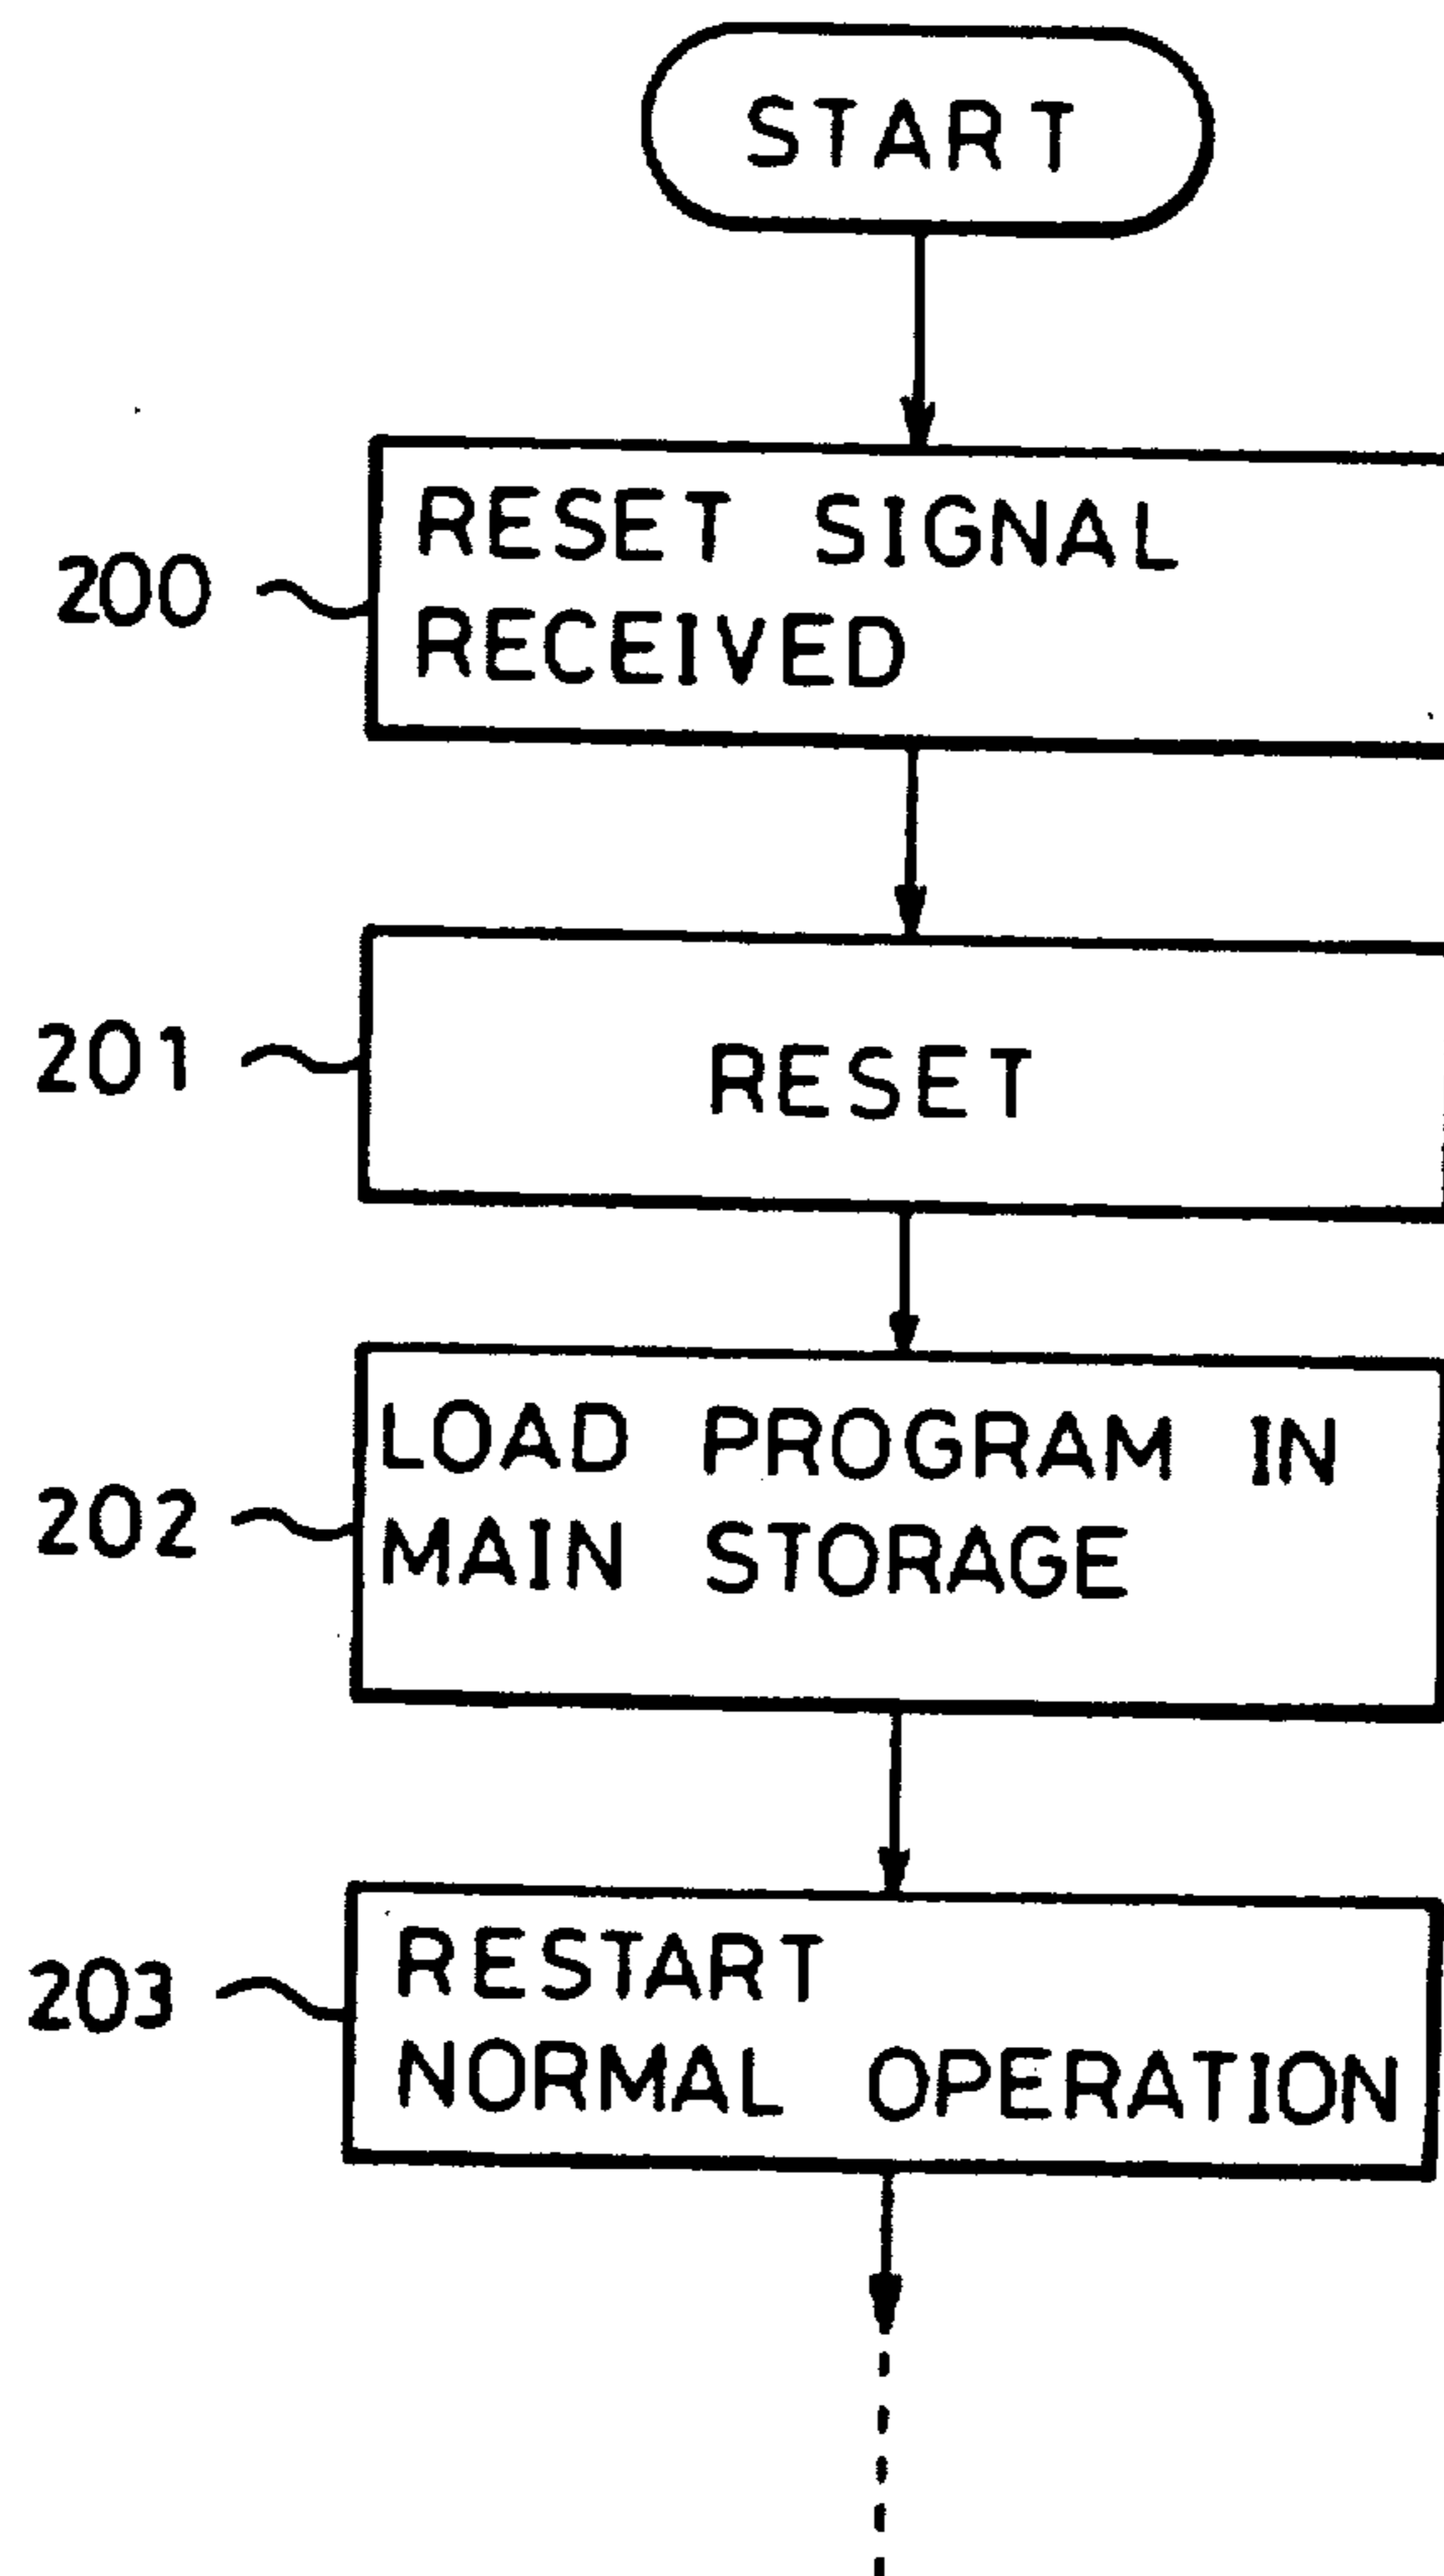 START
200
RESET SIGNAL
RECEIVED
201
RESET
202
LOAD PROGRAM IN
MAIN STORAGE
203
RESTART
NORMAL OPERATION